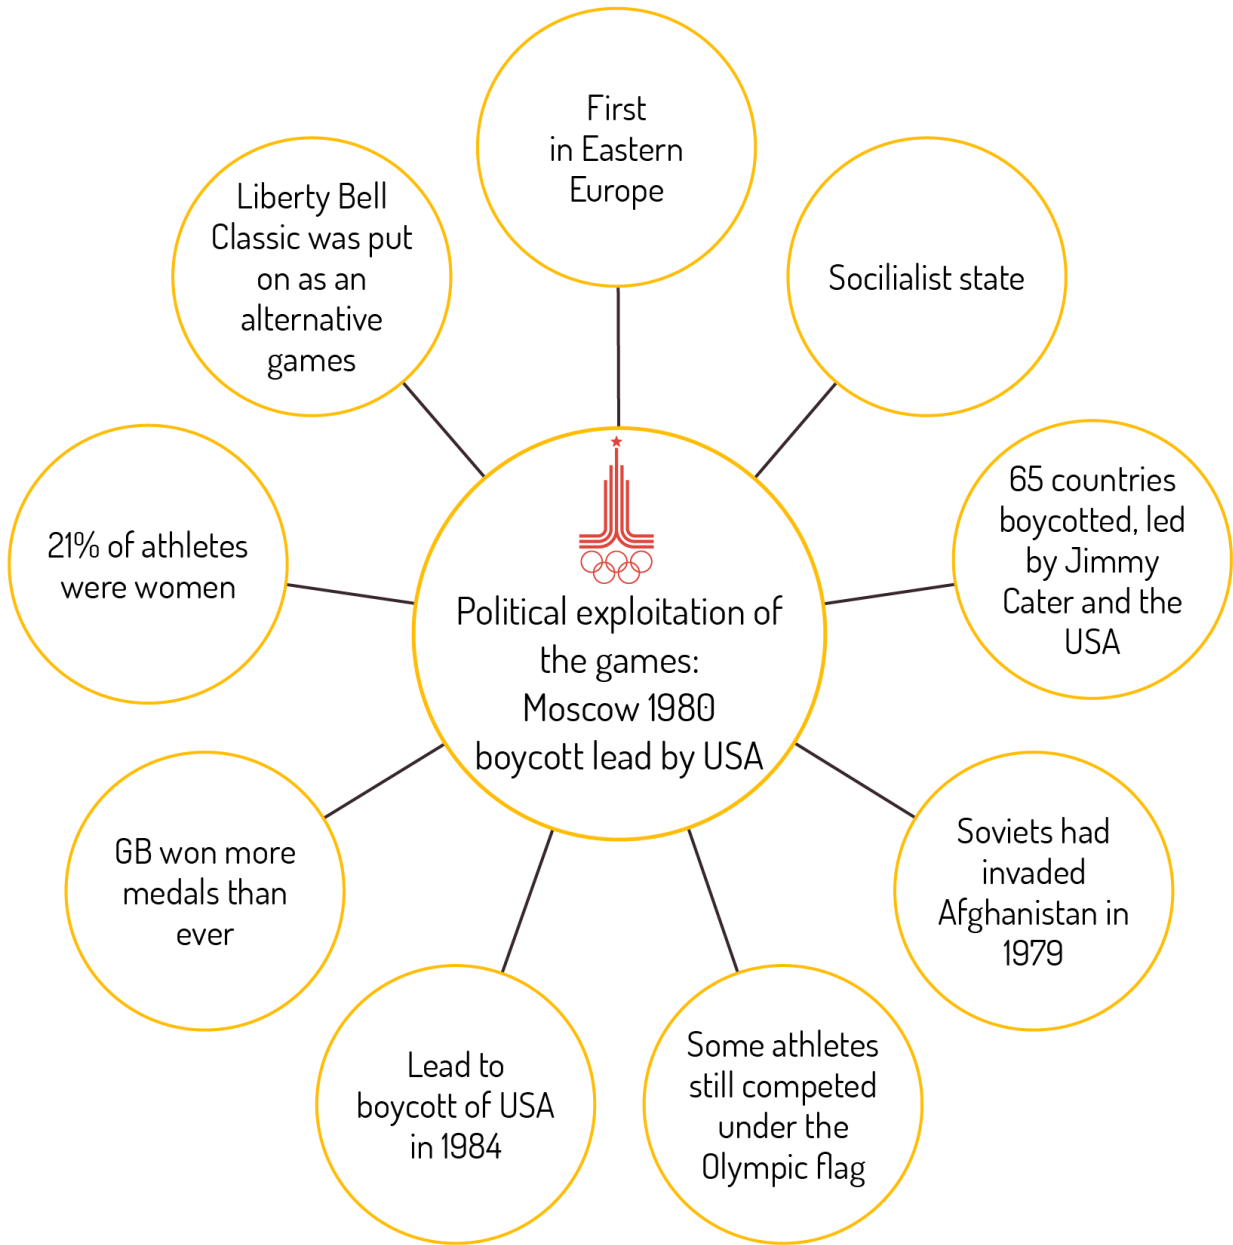 First
in Eastern
Europe
Socilialist state
65 countries
boycotted, led
by Jimmy
Cater and the
USA
Soviets had
invaded
Afghanistan in
1979
Some athletes
still competed
under the
Olympic flag
Lead to
boycott of USA
in 1984
GB won more
medals than
ever
21% of athletes
were women
Liberty Bell
Classic was put
on as an
alternative
games
Political exploitation of
the games:
Moscow 1980
boycott lead by USA